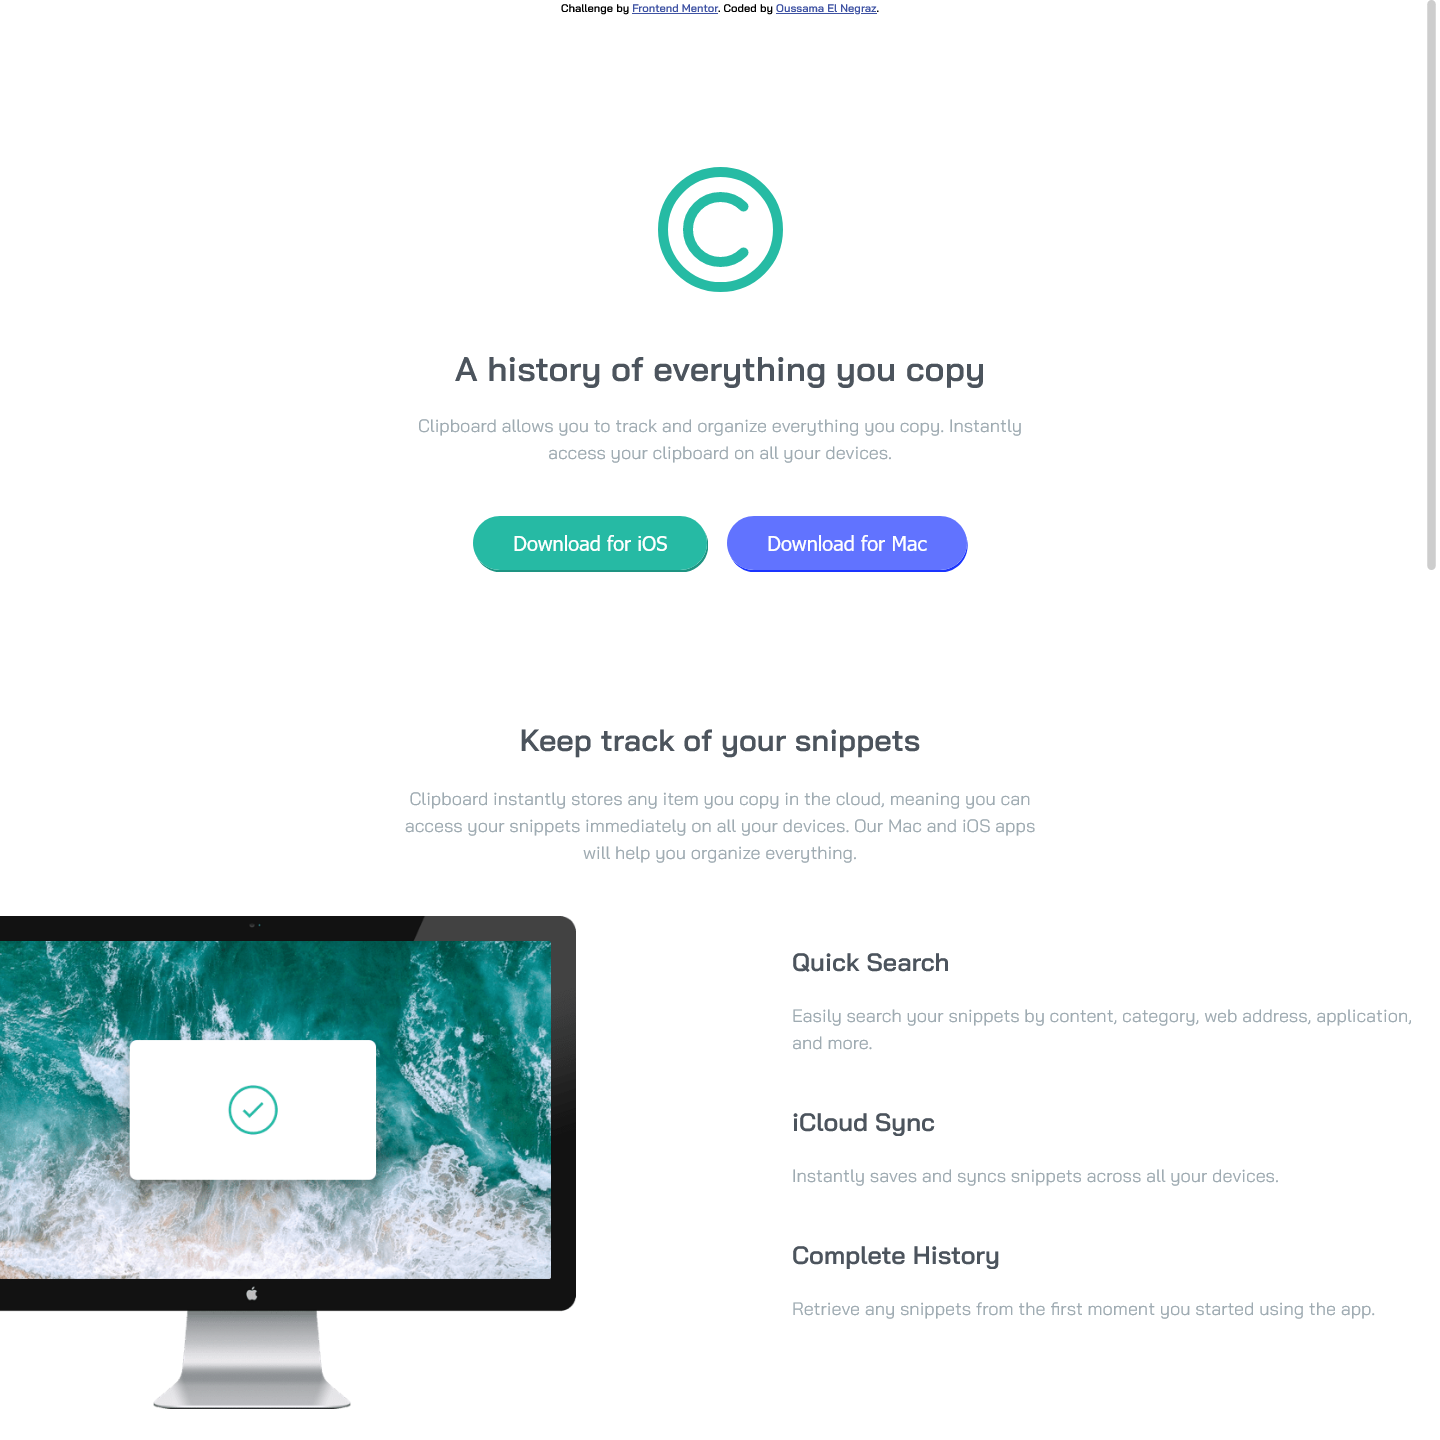 Challenge by Frontend Mentor. Coded by Oussama El Negraz.
A history of everything you copy
Clipboard allows you to track and organize everything you copy. Instantly
access your clipboard on all your devices.
Download for iOS
Download for Mac
Keep track of your snippets
Clipboard instantly stores any item you copy in the cloud, meaning you can
access your snippets immediately on all your devices. Our Mac and iOS apps
will help you organize everything.
Quick Search
Easily search your snippets by content, category, web address, application,
and more.
iCloud Sync
Instantly saves and syncs snippets across all your devices.
Complete History
Retrieve any snippets from the first moment you started using the app.